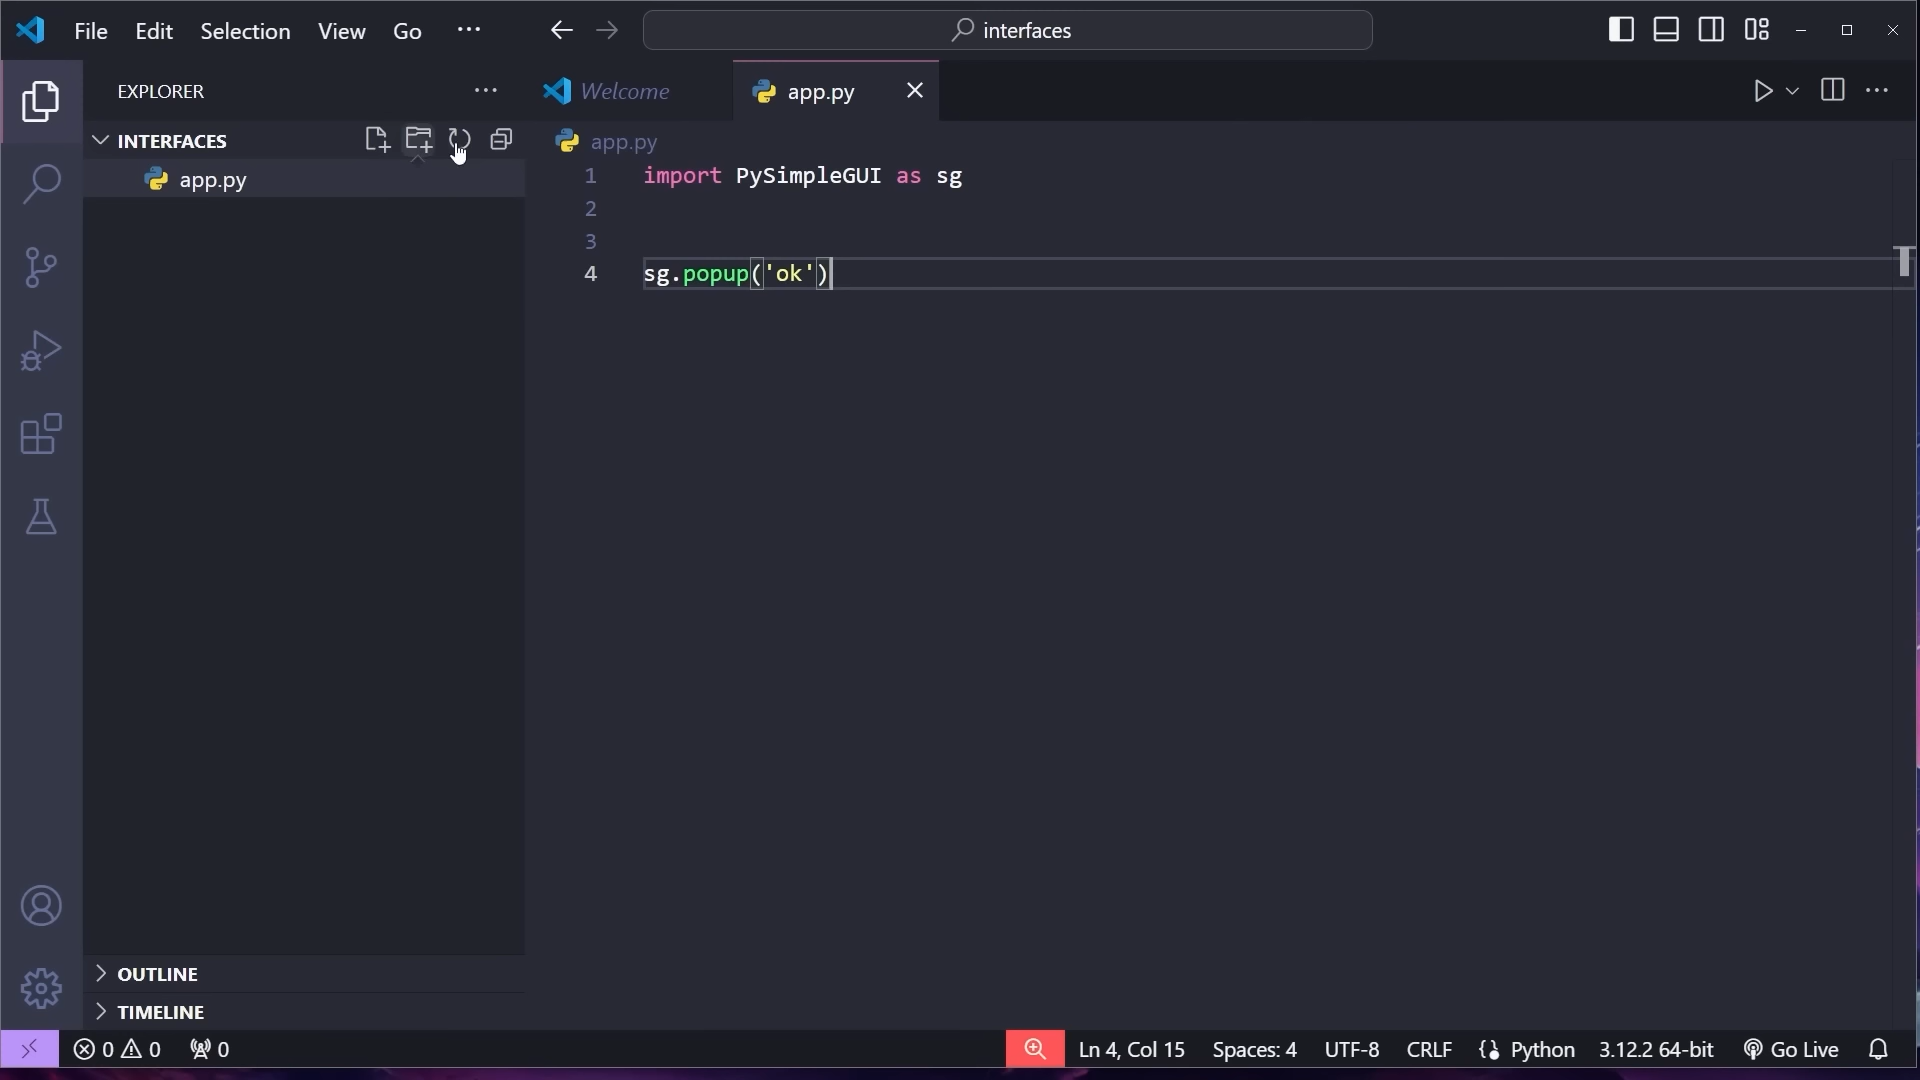 File Edit Selection View Go ···
interfaces
EXPLORER ···
Welcome
app.py
INTERFACES
app.py
app.py
1 import PySimpleGUI as sg
2
3
4 sg.popup('ok')
OUTLINE
TIMELINE
0 0 0
Ln 4, Col 15 Spaces: 4 UTF-8 CRLF {} Python 3.12.2 64-bit Go Live